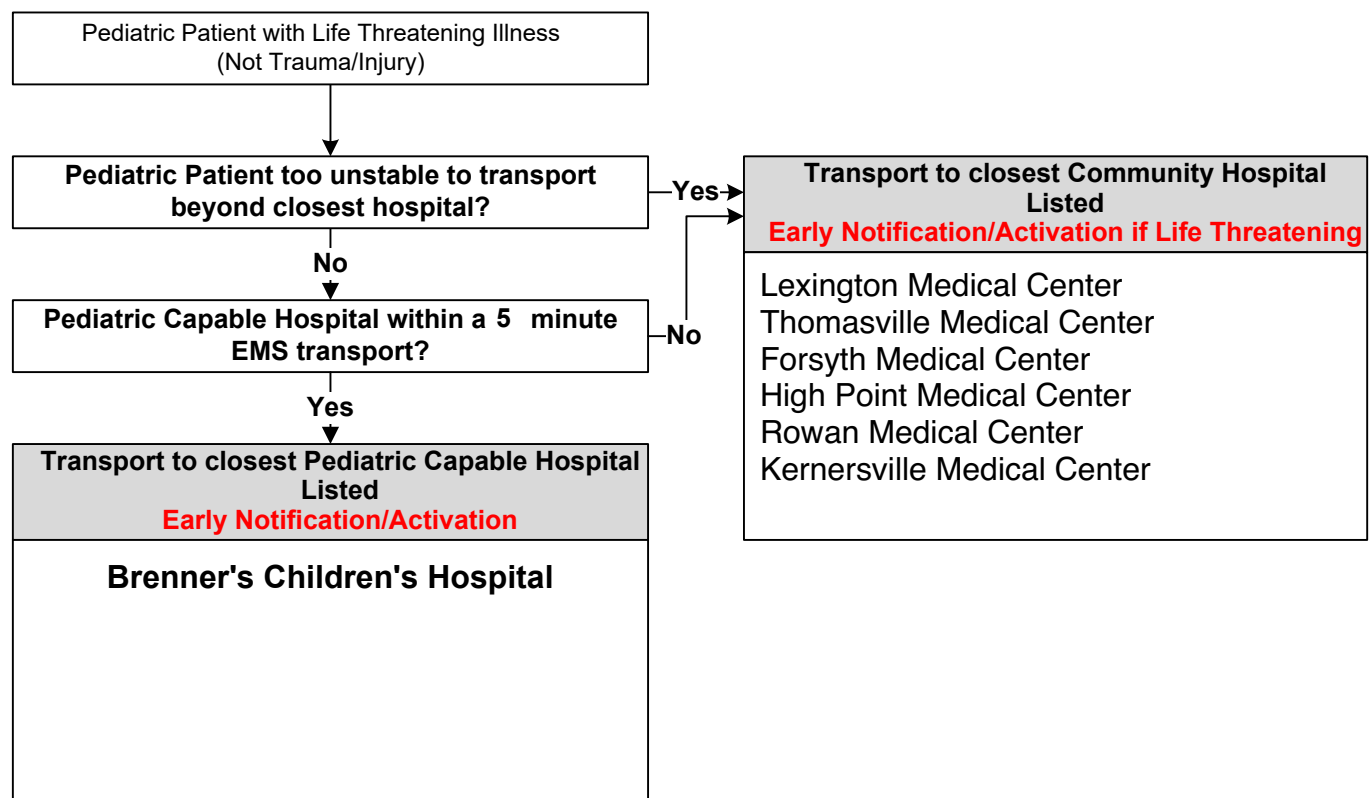 Pediatric Patient with Life Threatening Illness
(Not Trauma/Injury)
Pediatric Patient too unstable to transport
beyond closest hospital?
Yes
No
Pediatric Capable Hospital within a 5 minute
EMS transport?
No
Yes
Transport to closest Pediatric Capable Hospital
Listed
Early Notification/Activation
Brenner's Children's Hospital
Transport to closest Community Hospital
Listed
Early Notification/Activation if Life Threatening
Lexington Medical Center
Thomasville Medical Center
Forsyth Medical Center
High Point Medical Center
Rowan Medical Center
Kernersville Medical Center